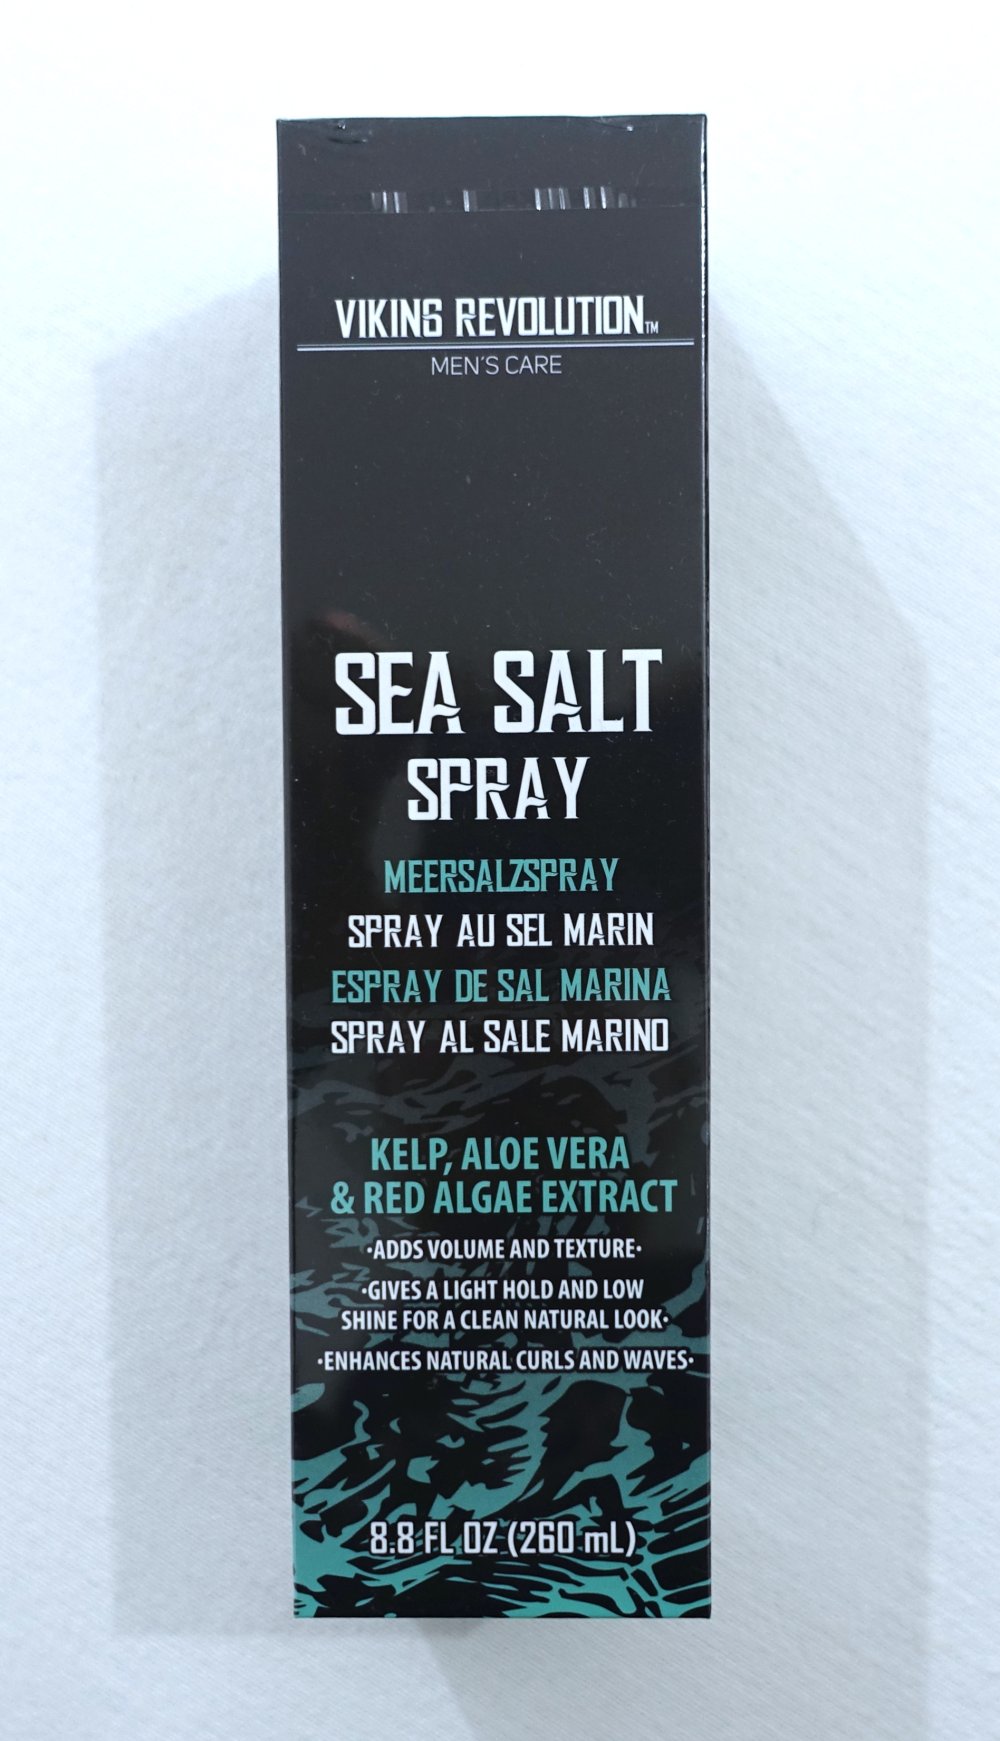 VIKING REVOLUTION™
MEN'S CARE
SEA SALT
SPRAY
MEERSALZSPRAY
SPRAY AU SEL MARIN
ESPRAY DE SAL MARINA
SPRAY AL SALE MARINO
KELP, ALOE VERA
& RED ALGAE EXTRACT
•ADDS VOLUME AND TEXTURE•
•GIVES A LIGHT HOLD AND LOW
SHINE FOR A CLEAN NATURAL LOOK•
•ENHANCES NATURAL CURLS AND WAVES•
8.8 FL OZ (260 mL)